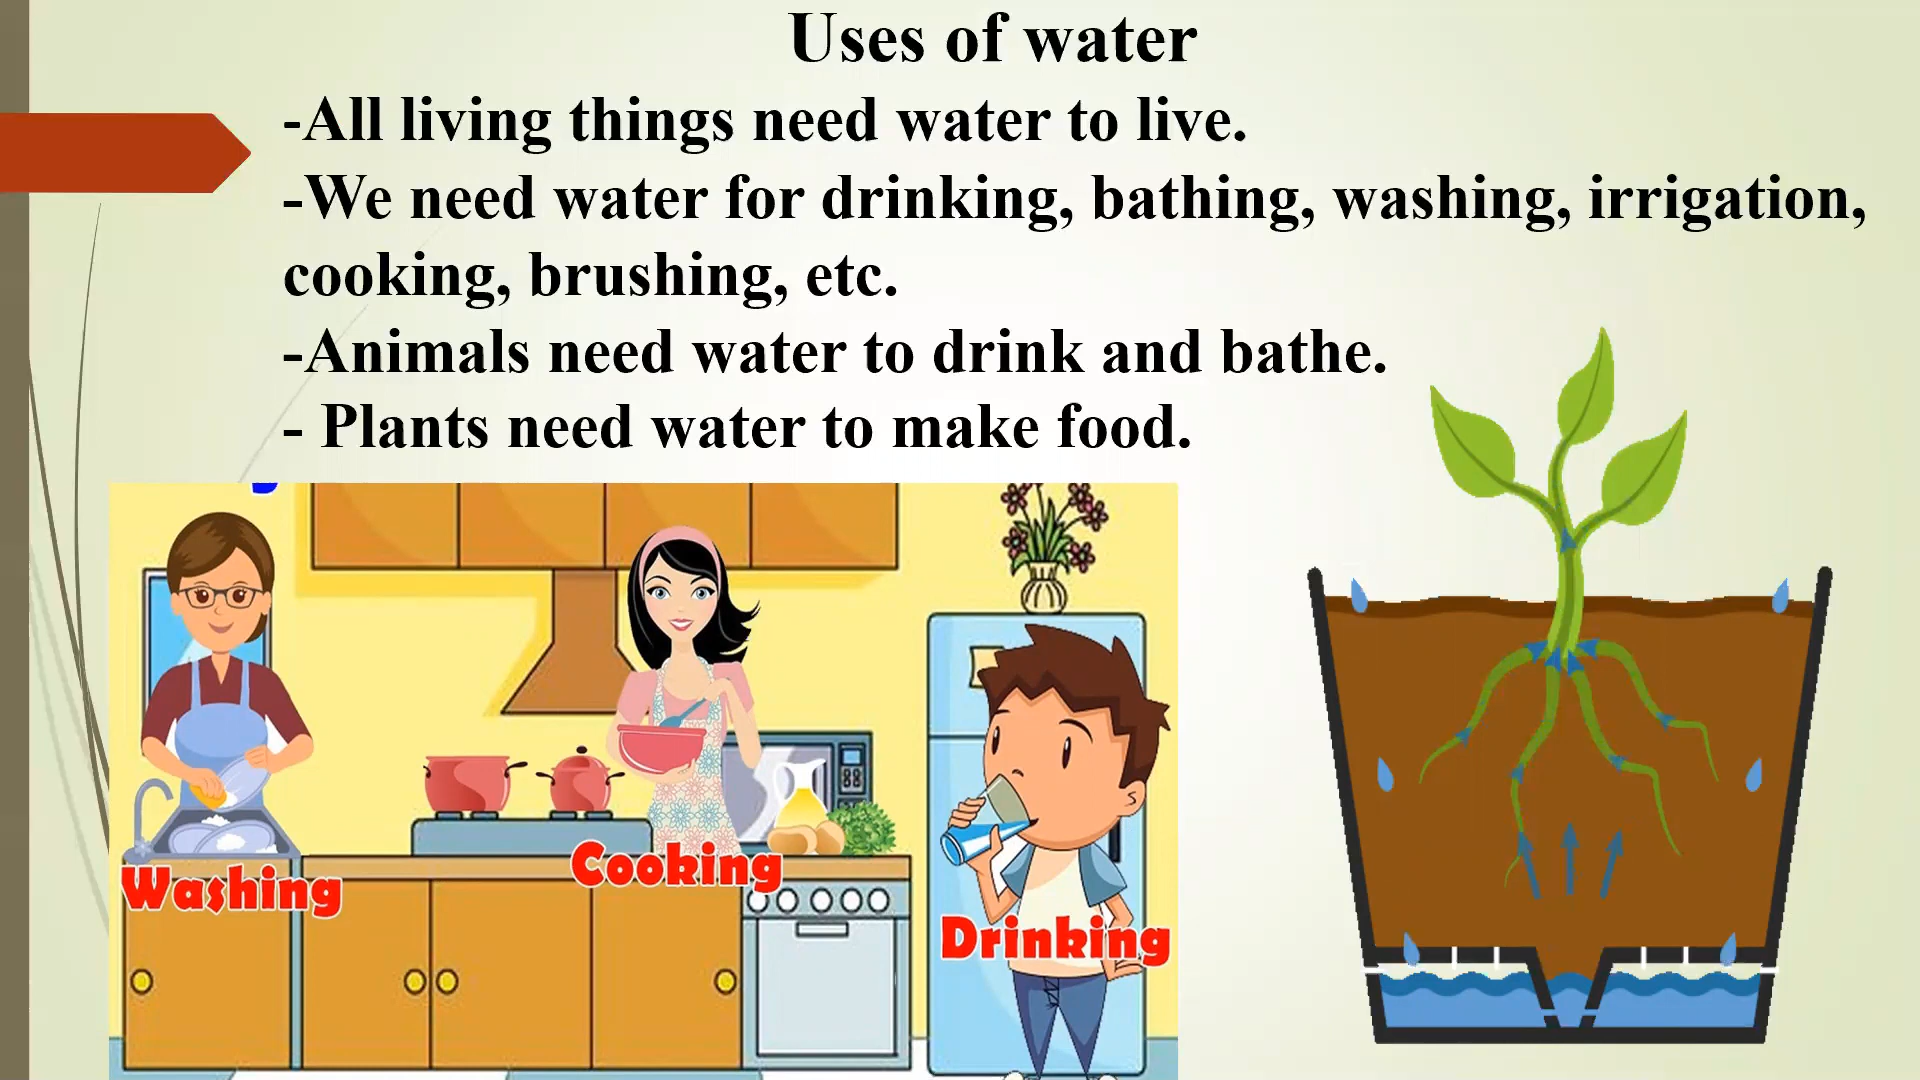 Uses of water
-All living things need water to live.
-We need water for drinking, bathing, washing, irrigation,
cooking, brushing, etc.
-Animals need water to drink and bathe.
- Plants need water to make food.
Washing
Cooking
Drinking